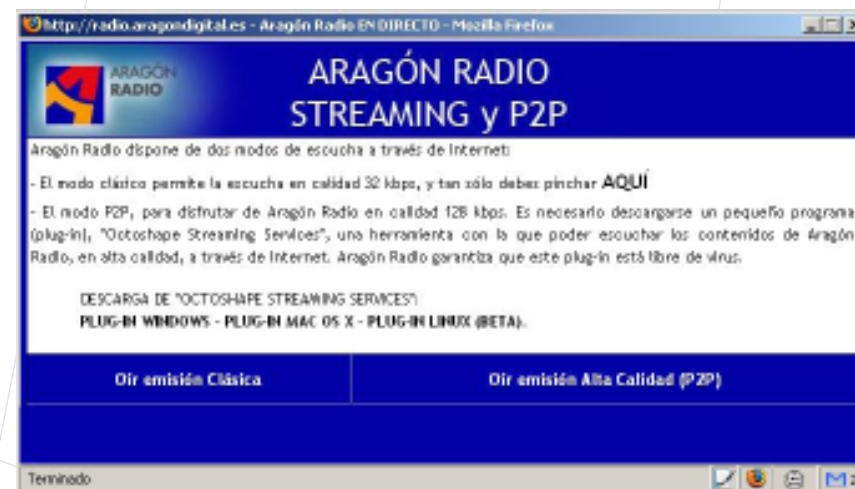 http://radio.aragondigital.es - Aragón Radio EN DIRECTO - Mozilla Firefox
ARAGÓN
RADIO
ARAGÓN RADIO
STREAMING y P2P
Aragón Radio dispone de dos modos de escucha a través de Internet:
- El modo clásico permite la escucha en calidad 32 kbps, y tan sólo debes pinchar AQUÍ
- El modo P2P, para disfrutar de Aragón Radio en calidad 128 kbps. Es necesario descargarse un pequeño programa
(plug-in), "Octoshape Streaming Services", una herramienta con la que poder escuchar los contenidos de Aragón
Radio, en alta calidad, a través de Internet. Aragón Radio garantiza que este plug-in está libre de virus.
DESCARGA DE "OCTOSHAPE STREAMING SERVICES":
PLUG-IN WINDOWS - PLUG-IN MAC OS X - PLUG-IN LINUX (BETA).
Oir emisión Clásica
Oir emisión Alta Calidad (P2P)
Terminado